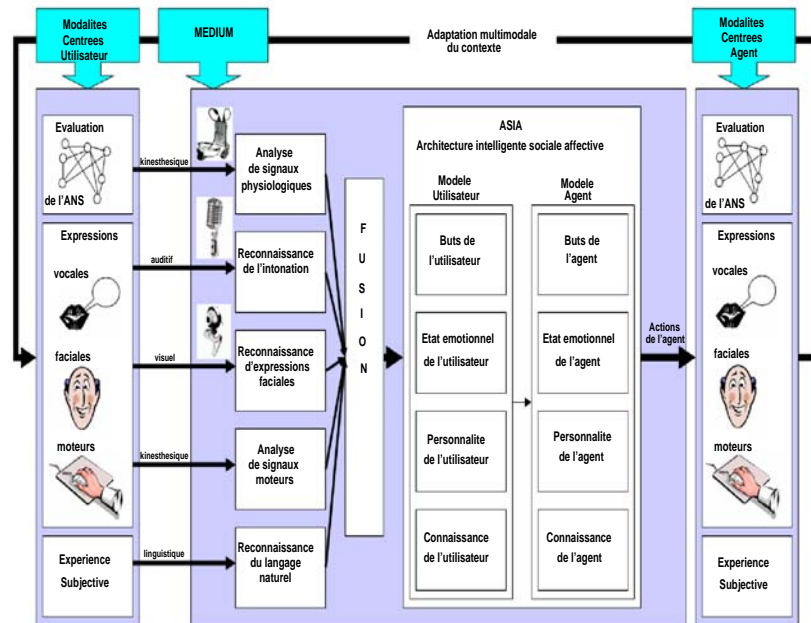 Modalites
Centrees
Utilisateur
MEDIUM
Adaptation multimodale
du contexte
Modalites
Centrees
Agent
Evaluation
de l'ANS
Expressions
vocales
faciales
moteurs
Experience
Subjective
kinesthesique
auditif
visuel
kinesthesique
linguistique
Analyse
de signaux
physiologiques
Reconnaissance
de l'intonation
Reconnaissance
d'expressions
faciales
Analyse
de signaux
moteurs
Reconnaissance
du langage
naturel
F
U
S
I
O
N
ASIA
Architecture intelligente sociale affective
Modele
Utilisateur
Buts de
l'utilisateur
Etat emotionnel
de l'utilisateur
Personnalite
de l'utilisateur
Connaissance
de l'utilisateur
Modele
Agent
Buts de
l'agent
Etat emotionnel
de l'agent
Personnalite
de l'agent
Connaissance
de l'agent
Actions
de l'agent
Evaluation
de l'ANS
Expressions
vocales
faciales
moteurs
Experience
Subjective